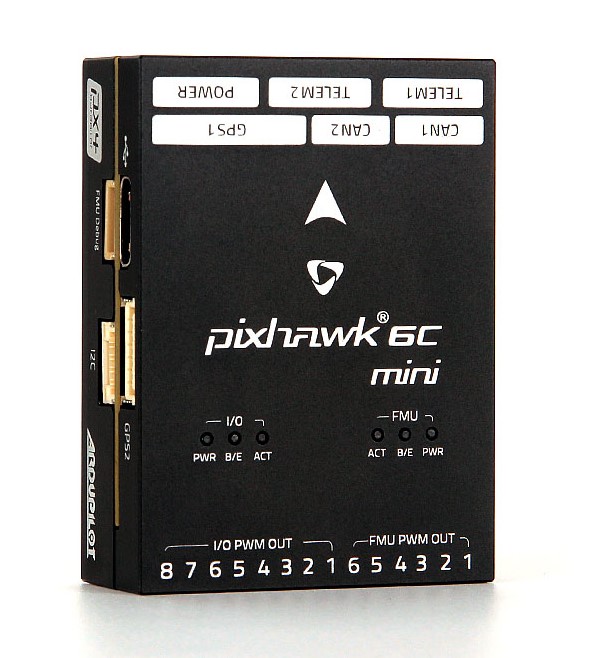 POWER TELEM2 TELEM1
GPS1 CAN2 CAN1
pixhawk® 6C
mini
I/O
PWR B/E ACT
FMU
ACT B/E PWR
I/O PWM OUT
8 7 6 5 4 3 2 1
FMU PWM OUT
6 5 4 3 2 1
PX4
FMU Debug
I2C
GPS2
ARDUPILOT